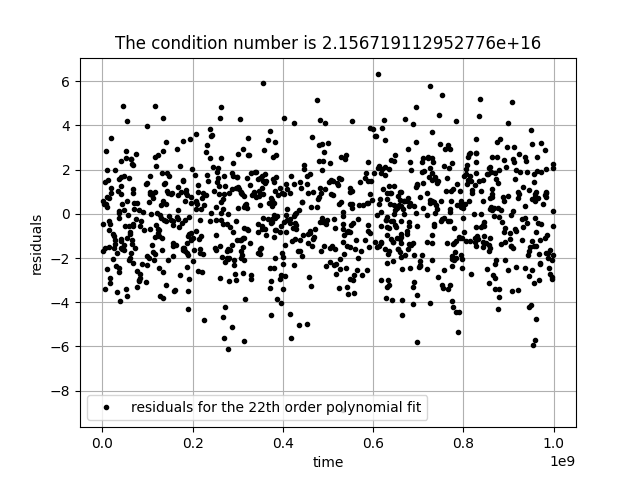 The condition number is 2.156719112952776e+16
6
4
2
0
−2
−4
−6
−8
residuals
residuals for the 22th order polynomial fit
0.0 0.2 0.4 0.6 0.8 1.0
1e9
time